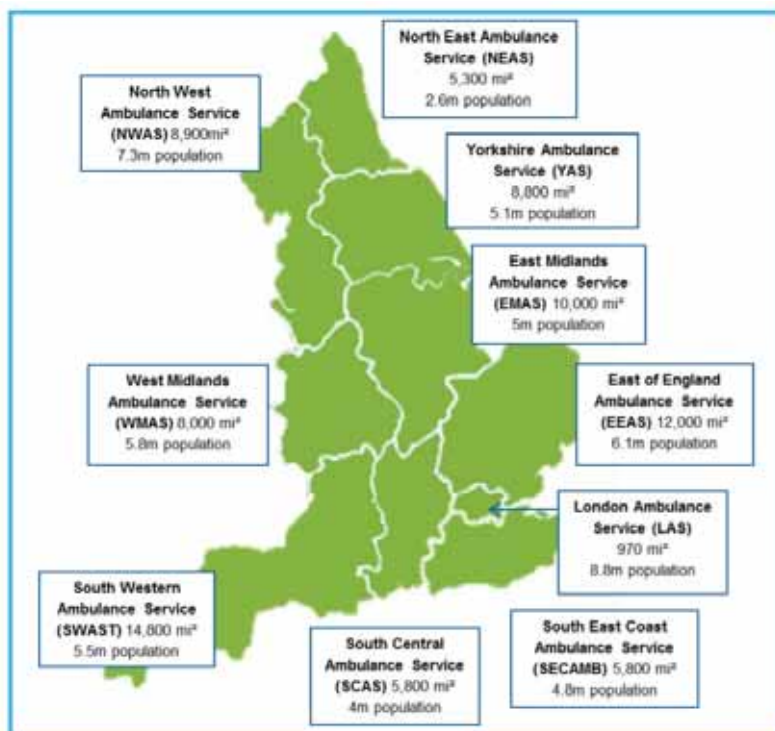 North East Ambulance
Service (NEAS)
5,300 mi²
2.6m population
North West
Ambulance Service
(NWAS) 8,900mi²
7.3m population
Yorkshire Ambulance
Service (YAS)
8,800 mi²
5.1m population
East Midlands
Ambulance Service
(EMAS) 10,000 mi²
5m population
West Midlands
Ambulance Service
(WMAS) 8,000 mi²
5.8m population
East of England
Ambulance Service
(EEAS) 12,000 mi²
6.1m population
London Ambulance
Service (LAS)
970 mi²
8.8m population
South Western
Ambulance Service
(SWAST) 14,800 mi²
5.5m population
South Central
Ambulance Service
(SCAS) 5,800 mi²
4m population
South East Coast
Ambulance Service
(SECAMB) 5,800 mi²
4.8m population